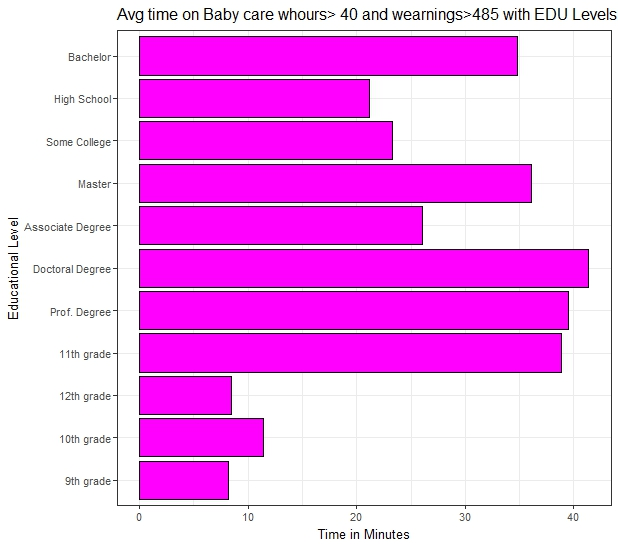 Avg time on Baby care whours> 40 and wearnings>485 with EDU Levels
Educational Level
Bachelor
High School
Some College
Master
Associate Degree
Doctoral Degree
Prof. Degree
11th grade
12th grade
10th grade
9th grade
0 10 20 30 40
Time in Minutes